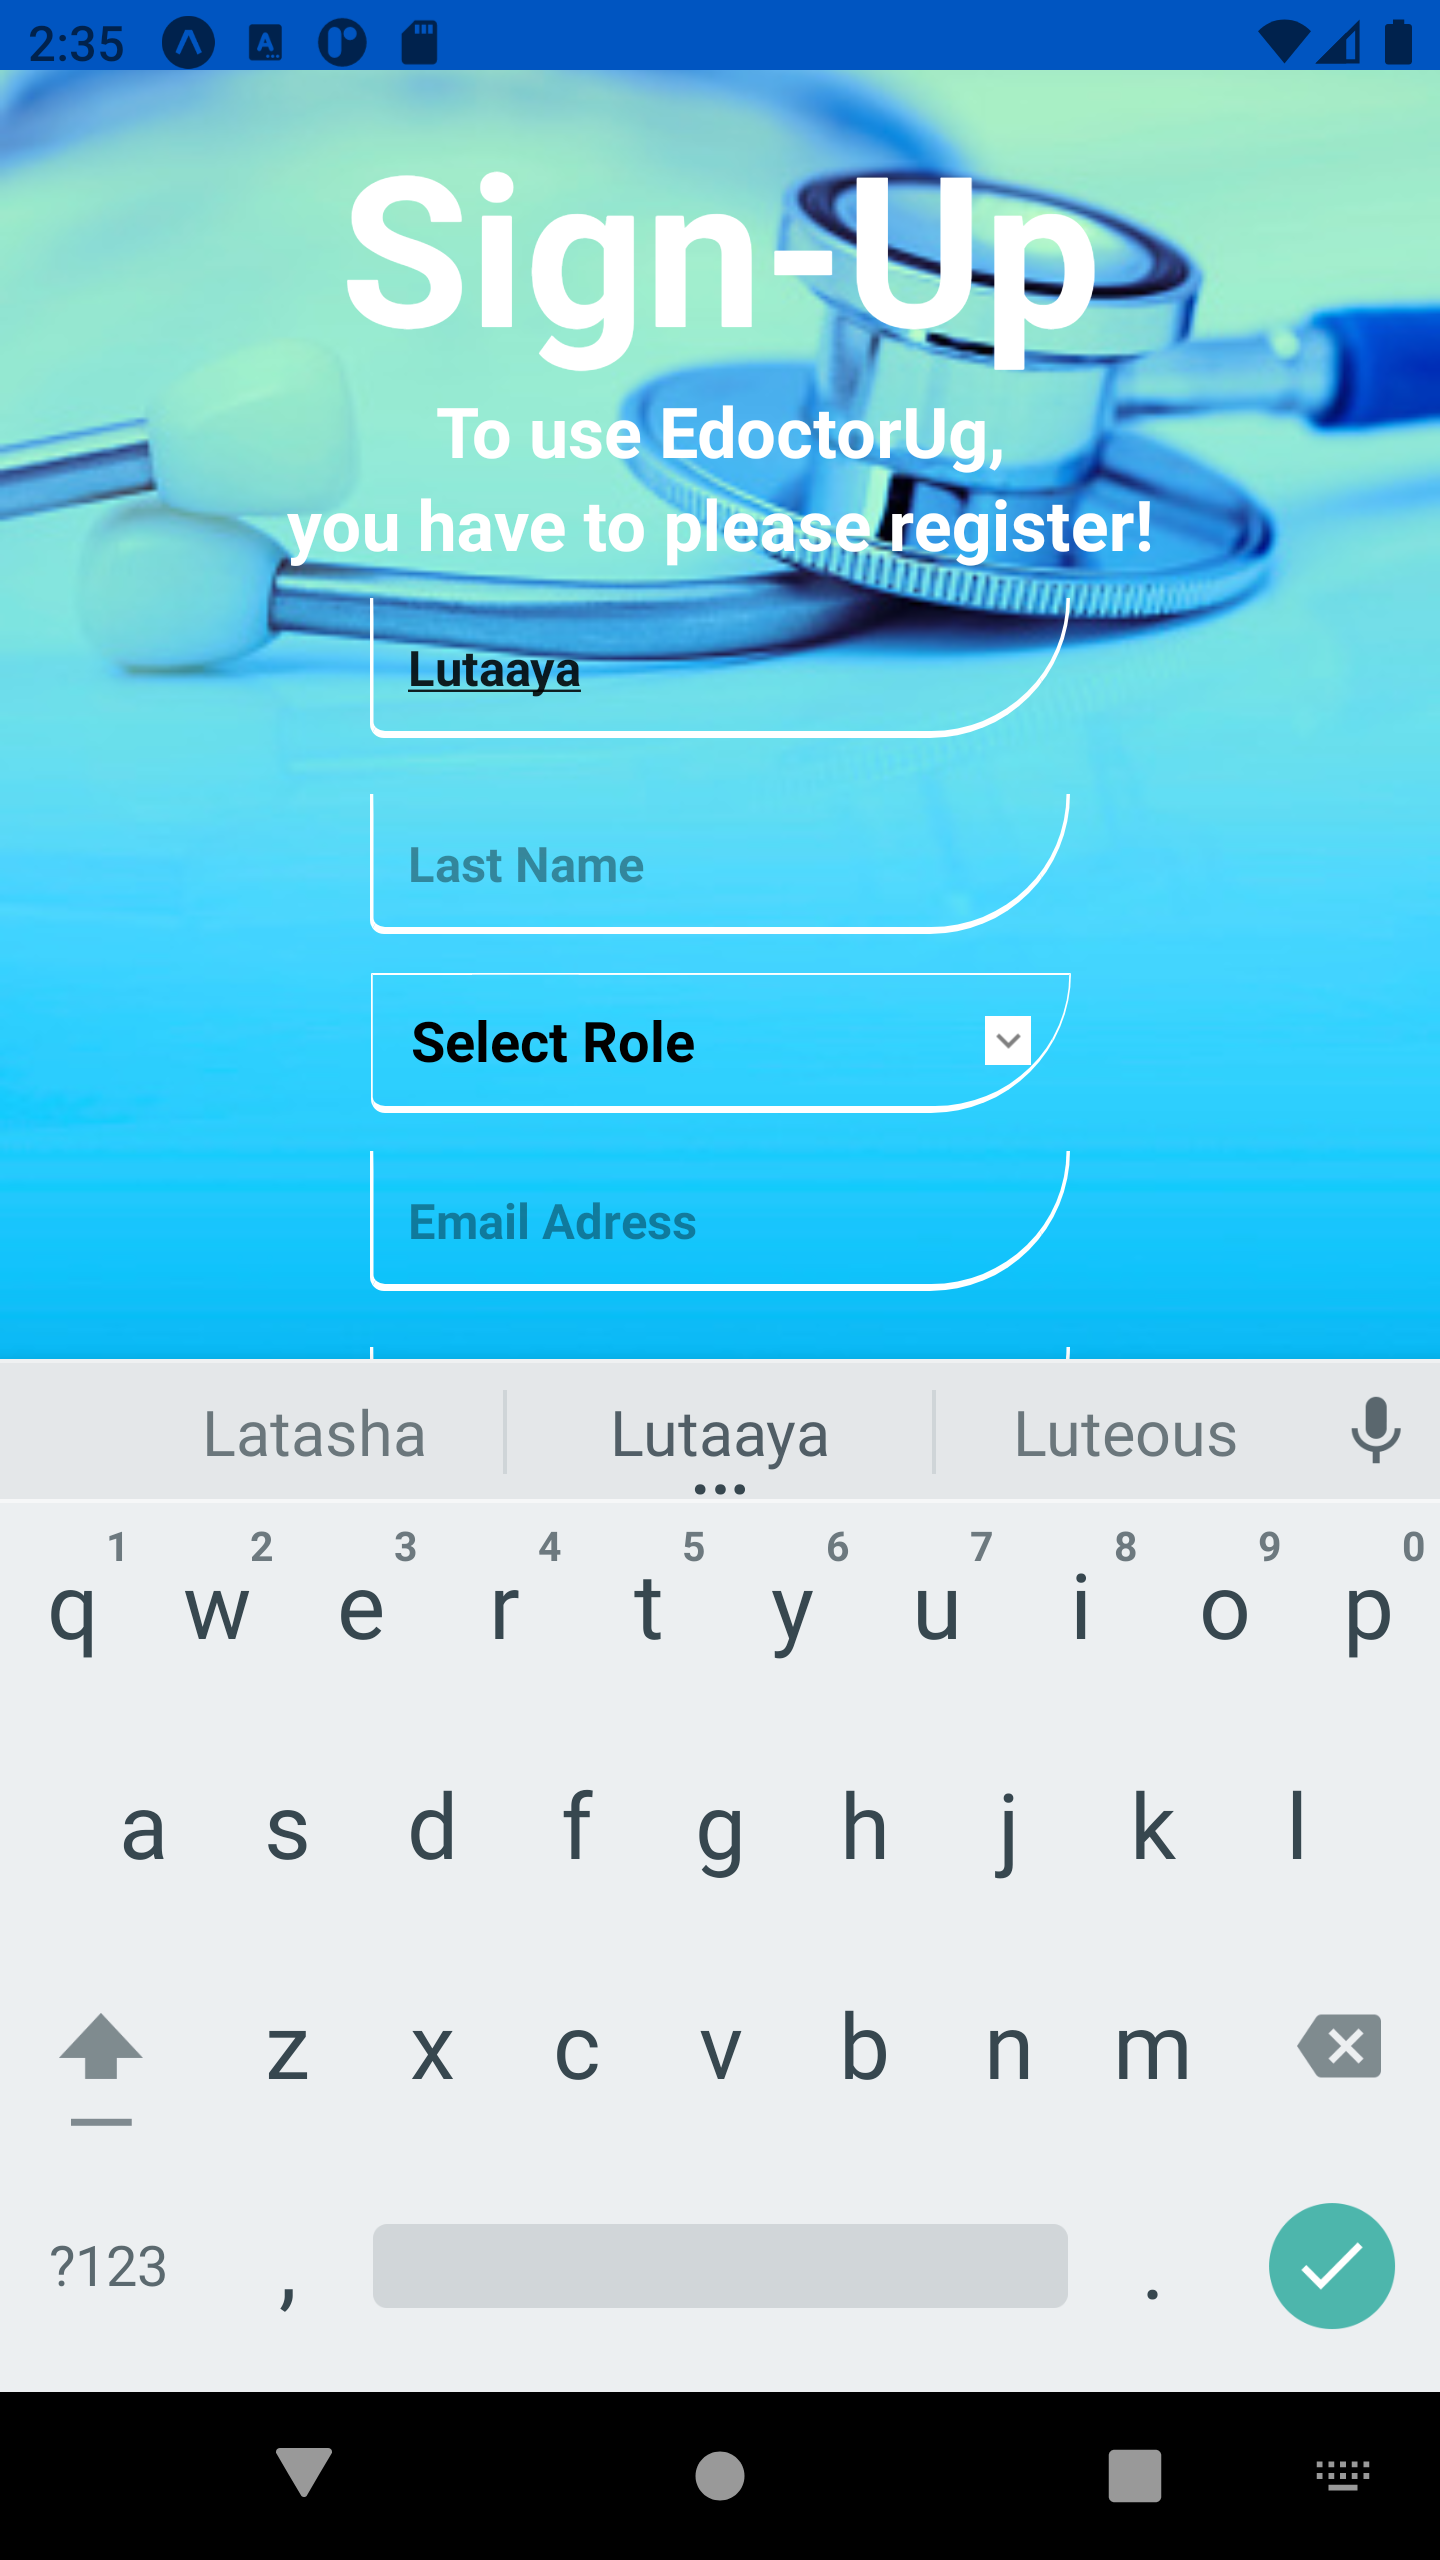 2:35
Sign-Up
To use EdoctorUg,
you have to please register!
Lutaaya
Last Name
Select Role
Email Adress
Latasha Lutaaya Luteous
1 2 3 4 5 6 7 8 9 0
q w e r t y u i o p
a s d f g h j k l
z x c v b n m
?123 , .